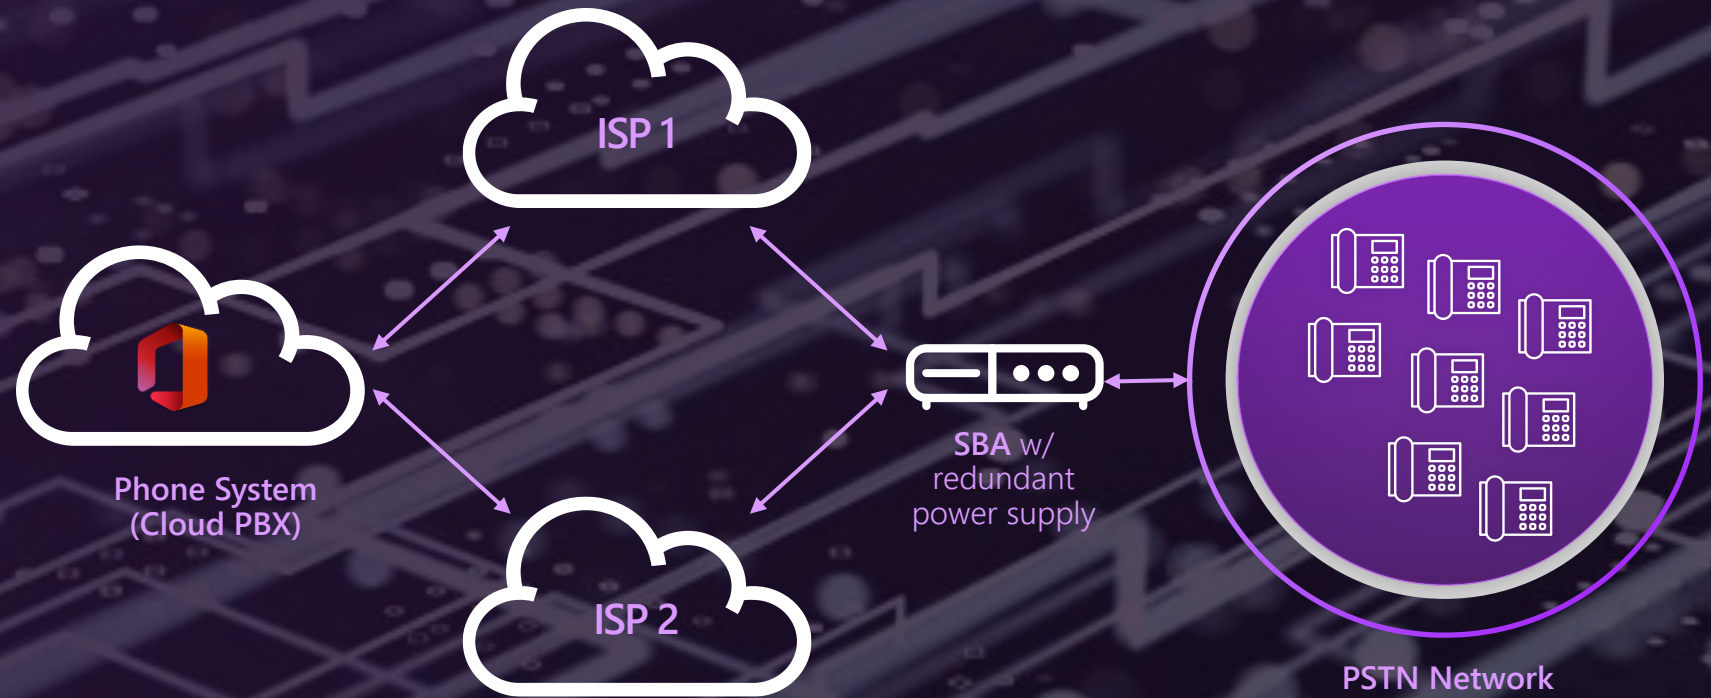 ISP 1
Phone System
(Cloud PBX)
SBA w/
redundant
power supply
ISP 2
PSTN Network